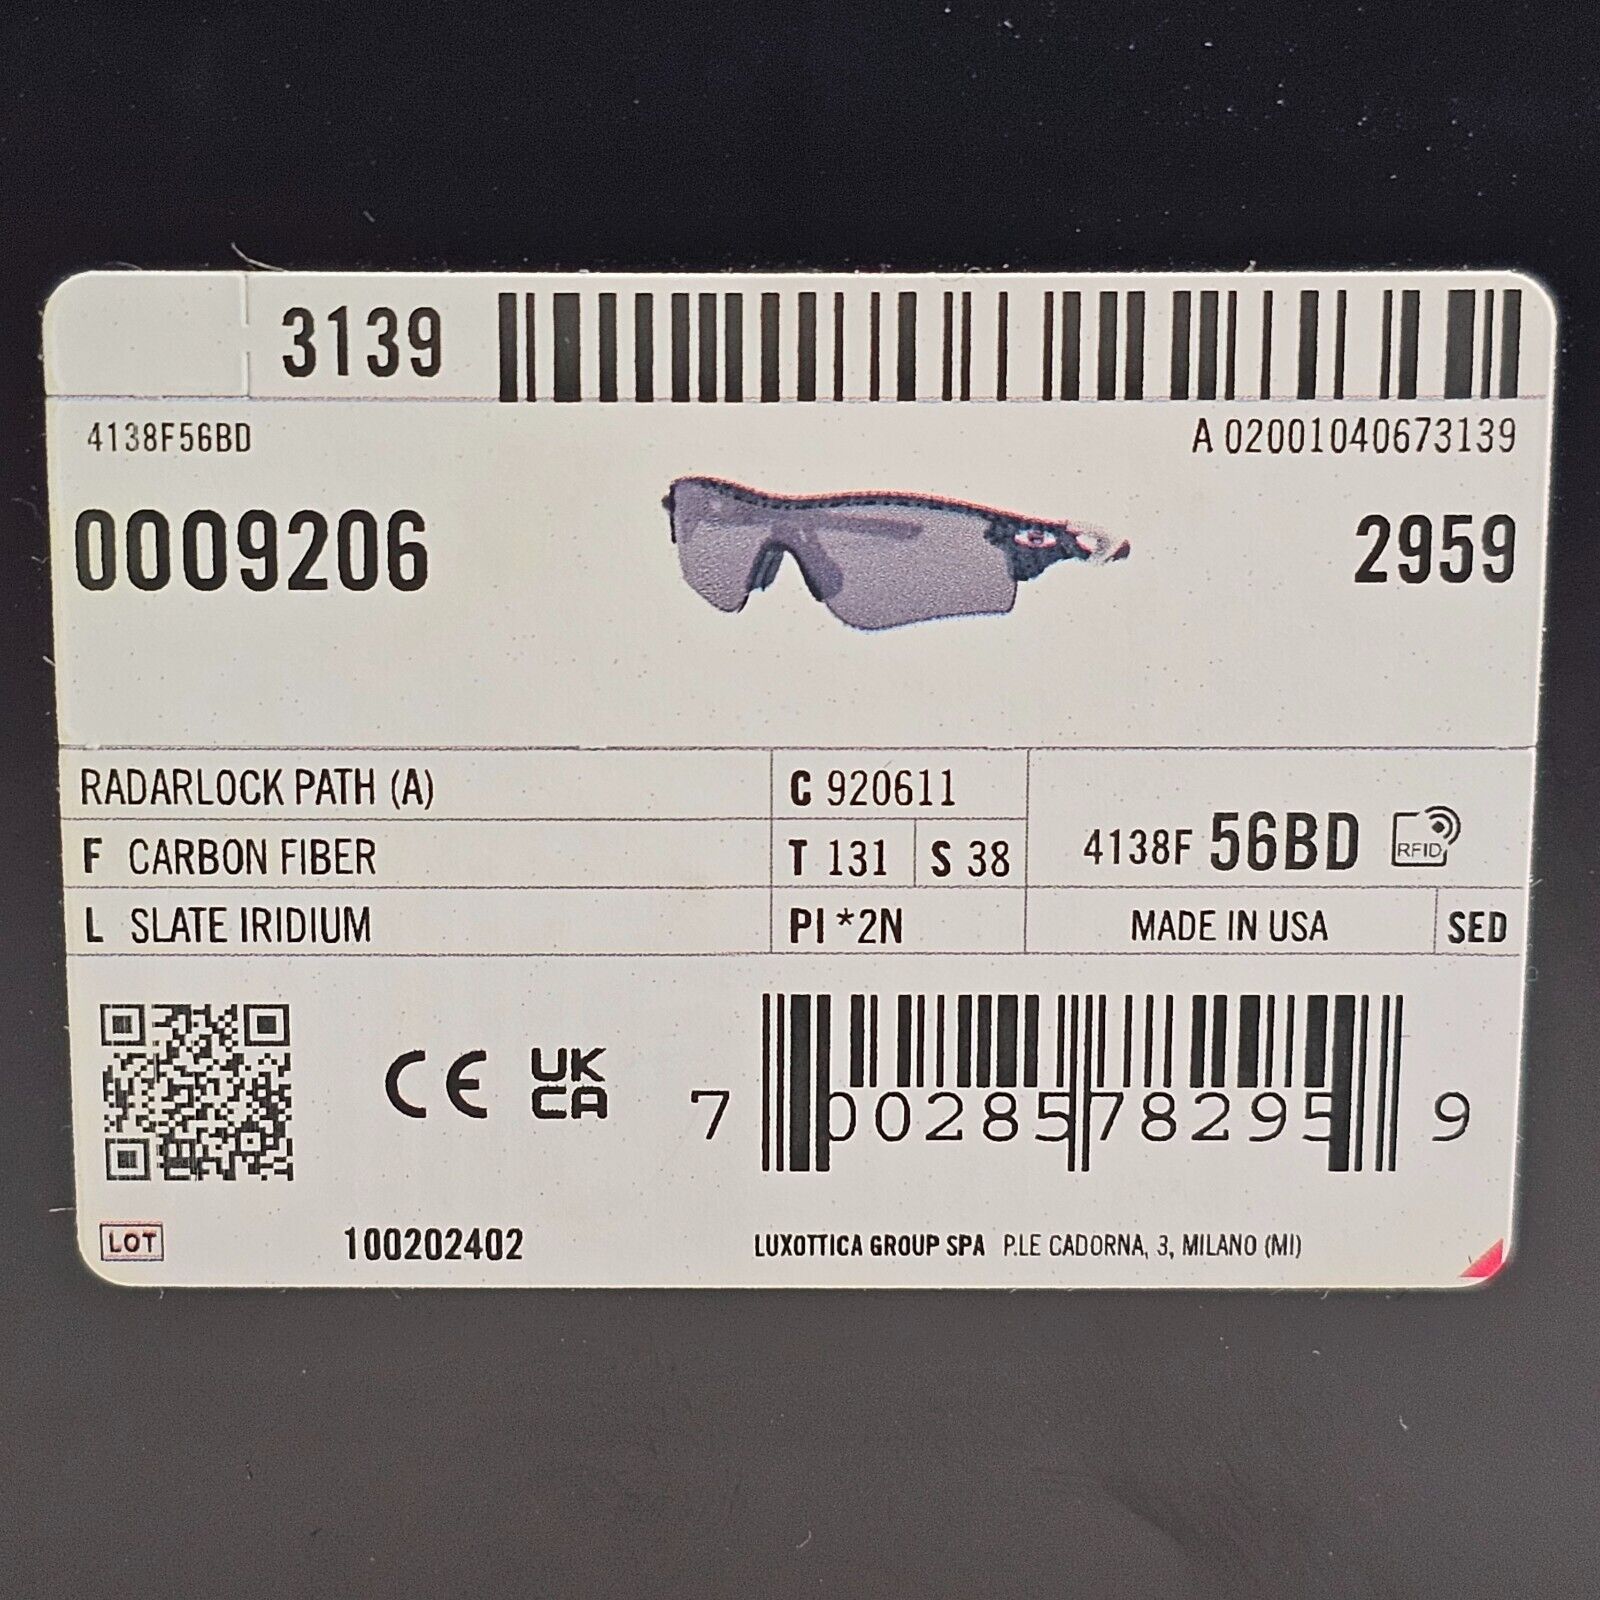 3139
4138F56BD
A 02001040673139
0009206
2959
RADARLOCK PATH (A)
C 920611
F CARBON FIBER
T 131
S 38
4138F 56BD
RFID
L SLATE IRIDIUM
PI *2N
MADE IN USA
SED
CE
UK
CA
7 002857 82959 9
LOT
100202402
LUXOTTICA GROUP SPA P.LE CADORNA, 3, MILANO (MI)